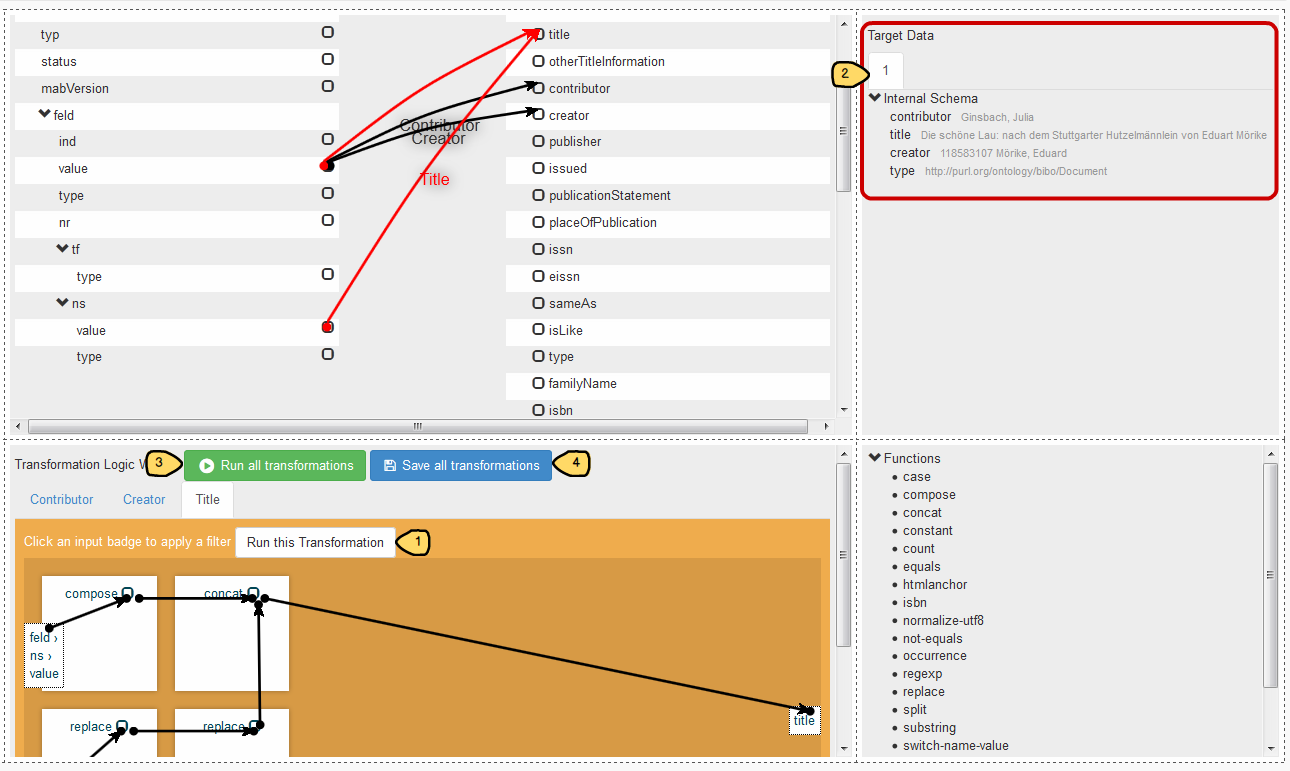 typ
status
mabVersion
feld
ind
value
type
nr
tf
type
ns
value
type
Contributor
Creator
Title
title
otherTitleInformation
contributor
creator
publisher
issued
publicationStatement
placeOfPublication
issn
eissn
sameAs
isLike
type
familyName
isbn
Target Data
2
1
Internal Schema
contributor Ginsbach, Julia
title Die schöne Lau: nach dem Stuttgarter Hutzelmännlein von Eduart Mörike
creator 118583107 Mörike, Eduard
type http://purl.org/ontology/bibo/Document
Transformation Logic W
3
Run all transformations
Save all transformations
4
Contributor Creator Title
Click an input badge to apply a filter
Run this Transformation
1
compose
concat
feld ›
ns ›
value
replace
replace
title
Functions
case
compose
concat
constant
count
equals
htmlanchor
isbn
normalize-utf8
not-equals
occurrence
regexp
replace
split
substring
switch-name-value